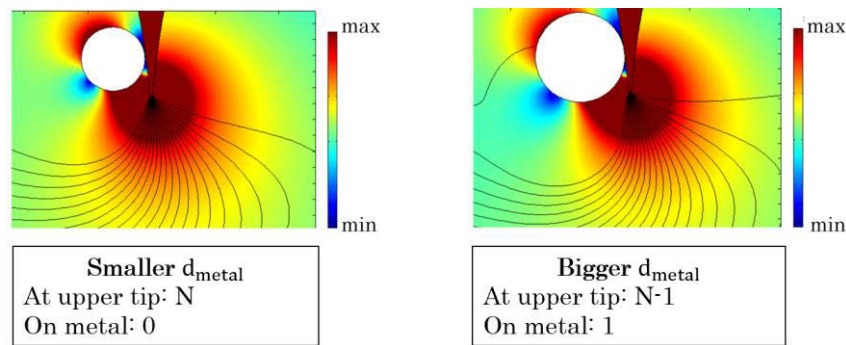 max
min
max
min
Smaller d_metal
At upper tip: N
On metal: 0
Bigger d_metal
At upper tip: N-1
On metal: 1